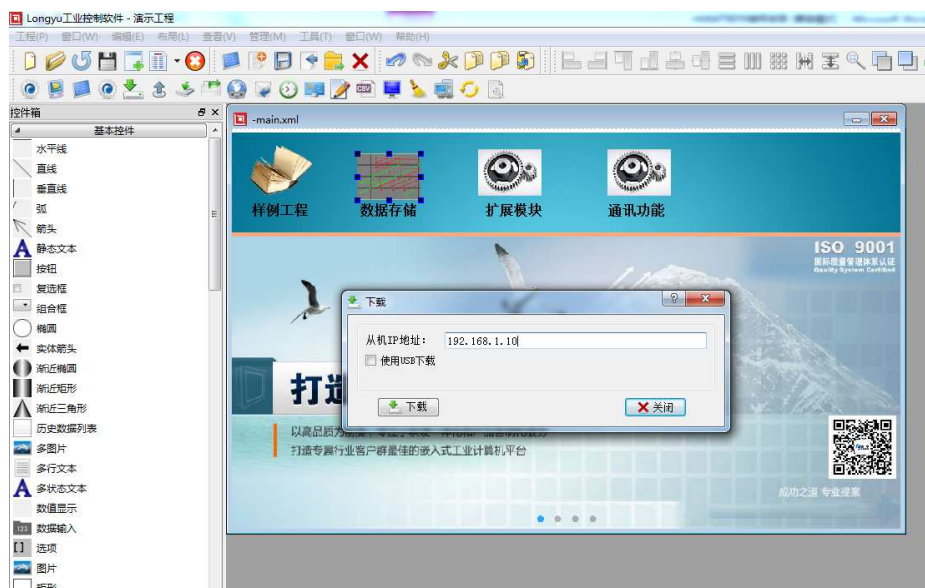 Longyu工业控制软件 - 演示工程
工程(P) 窗口(W) 编辑(E) 布局(L) 查看(V) 管理(M) 工具(T) 窗口(W) 帮助(H)
CSV
控件箱
基本控件
水平线
直线
垂直线
弧
箭头
静态文本
按钮
复选框
组合框
椭圆
实体箭头
渐近椭圆
渐近矩形
渐近三角形
历史数据列表
多图片
多行文本
多状态文本
数值显示
123 数据输入
选项
图片
矩形
-main.xml
样例工程 数据存储 扩展模块 通讯功能
ISO 9001
国际质量管理体系认证
Quality System Certified
下载
从机IP地址: 192.168.1.10
使用USB下载
下载 关闭
打造
以高品质为
打造专属行业客户群最佳的嵌入式工业计算机平台
成功之道 专业提案